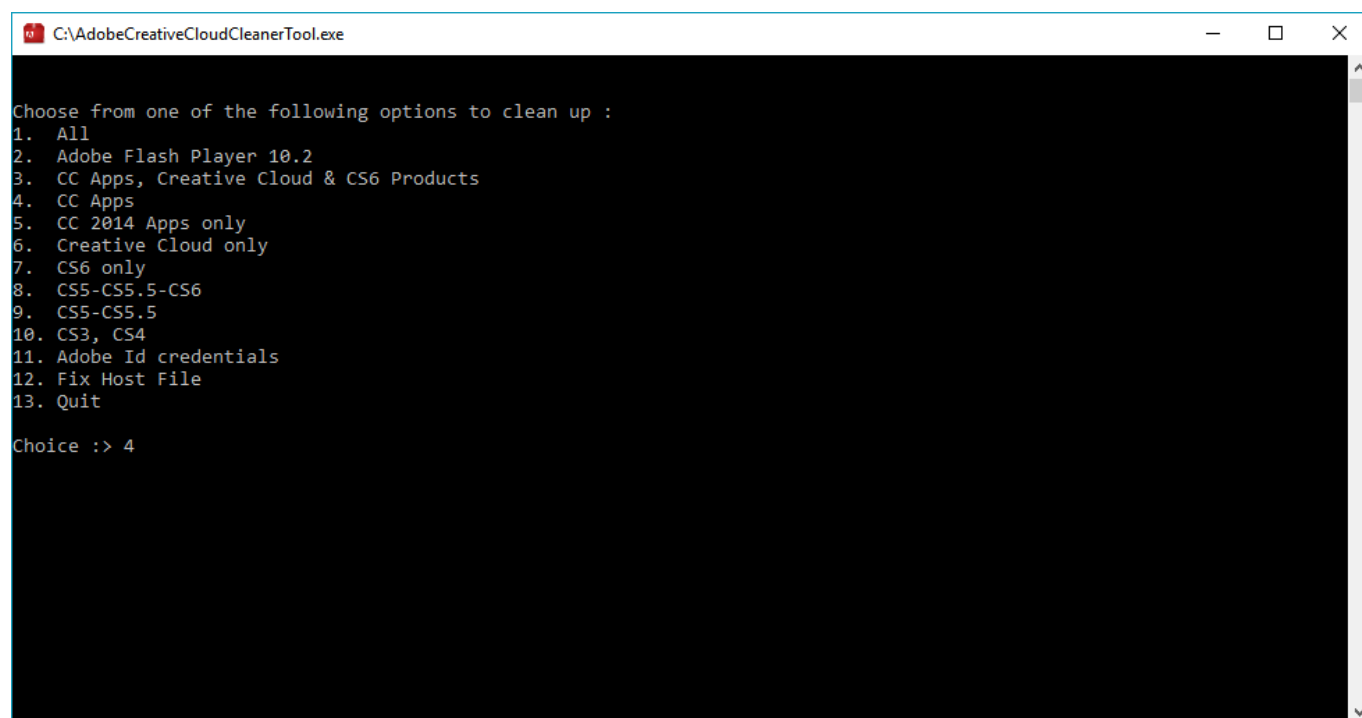 C:\AdobeCreativeCloudCleanerTool.exe
Choose from one of the following options to clean up :
1.  All
2.  Adobe Flash Player 10.2
3.  CC Apps, Creative Cloud & CS6 Products
4.  CC Apps
5.  CC 2014 Apps only
6.  Creative Cloud only
7.  CS6 only
8.  CS5-CS5.5-CS6
9.  CS5-CS5.5
10. CS3, CS4
11. Adobe Id credentials
12. Fix Host File
13. Quit
Choice :> 4